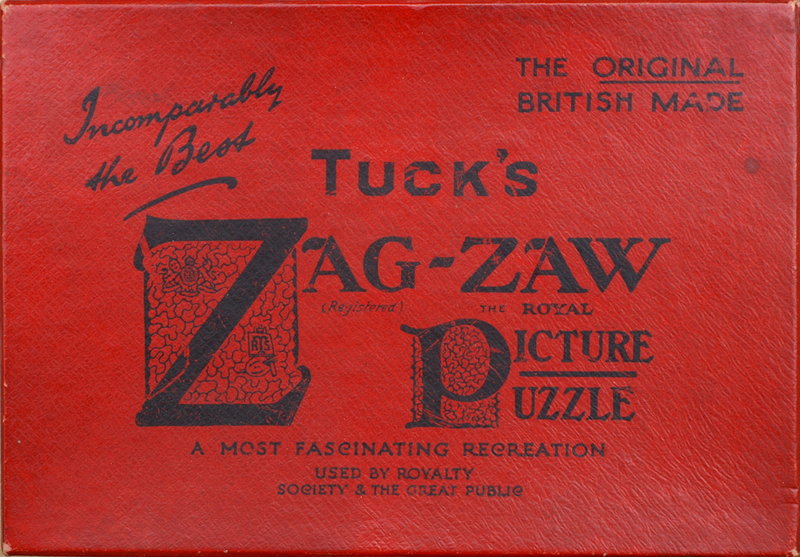 Incomparably
the Best
THE ORIGINAL
BRITISH MADE
TUCK'S
ZAG-ZAW
(Registered)
THE ROYAL
PICTURE
PUZZLE
RTS
A MOST FASCINATING RECREATION
USED BY ROYALTY
SOCIETY & THE GREAT PUBLIC